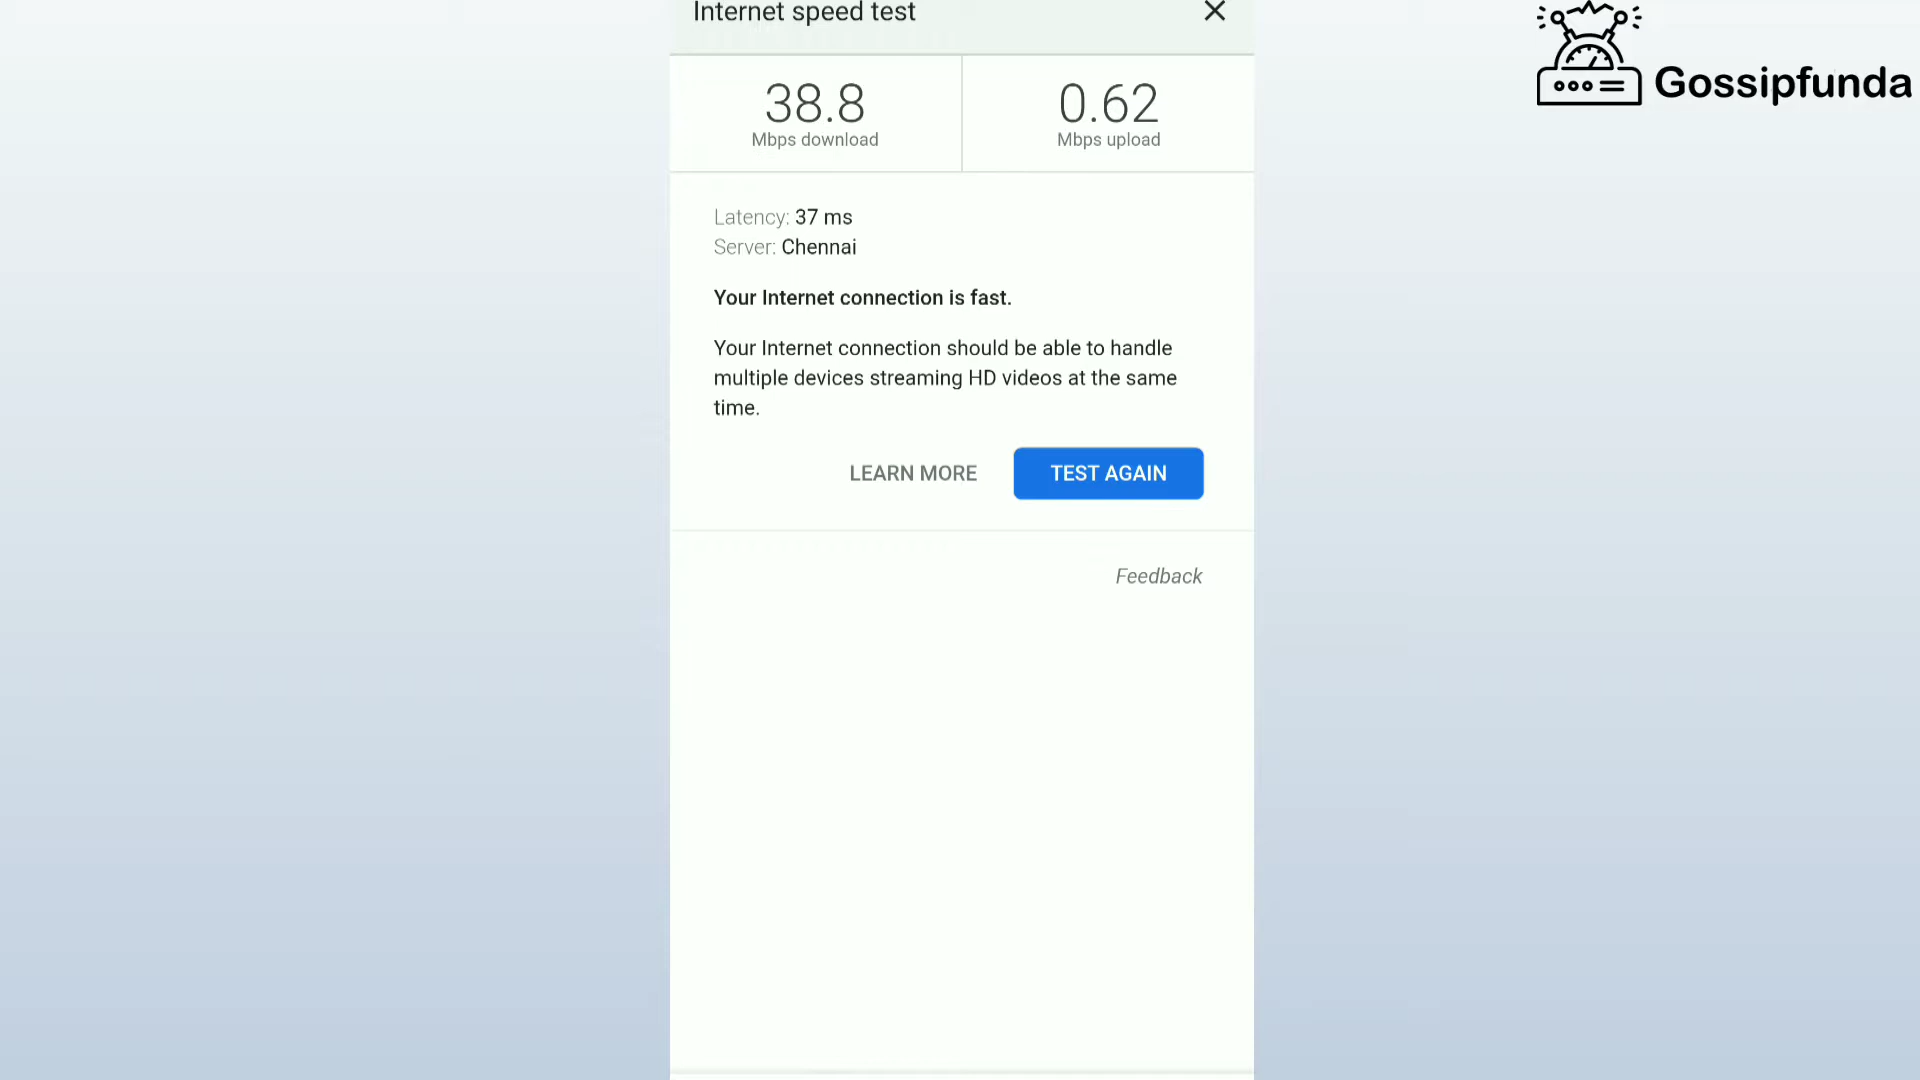 Internet speed test
Gossipfunda
38.8
Mbps download
0.62
Mbps upload
Latency: 37 ms
Server: Chennai
Your Internet connection is fast.
Your Internet connection should be able to handle
multiple devices streaming HD videos at the same
time.
LEARN MORE
TEST AGAIN
Feedback